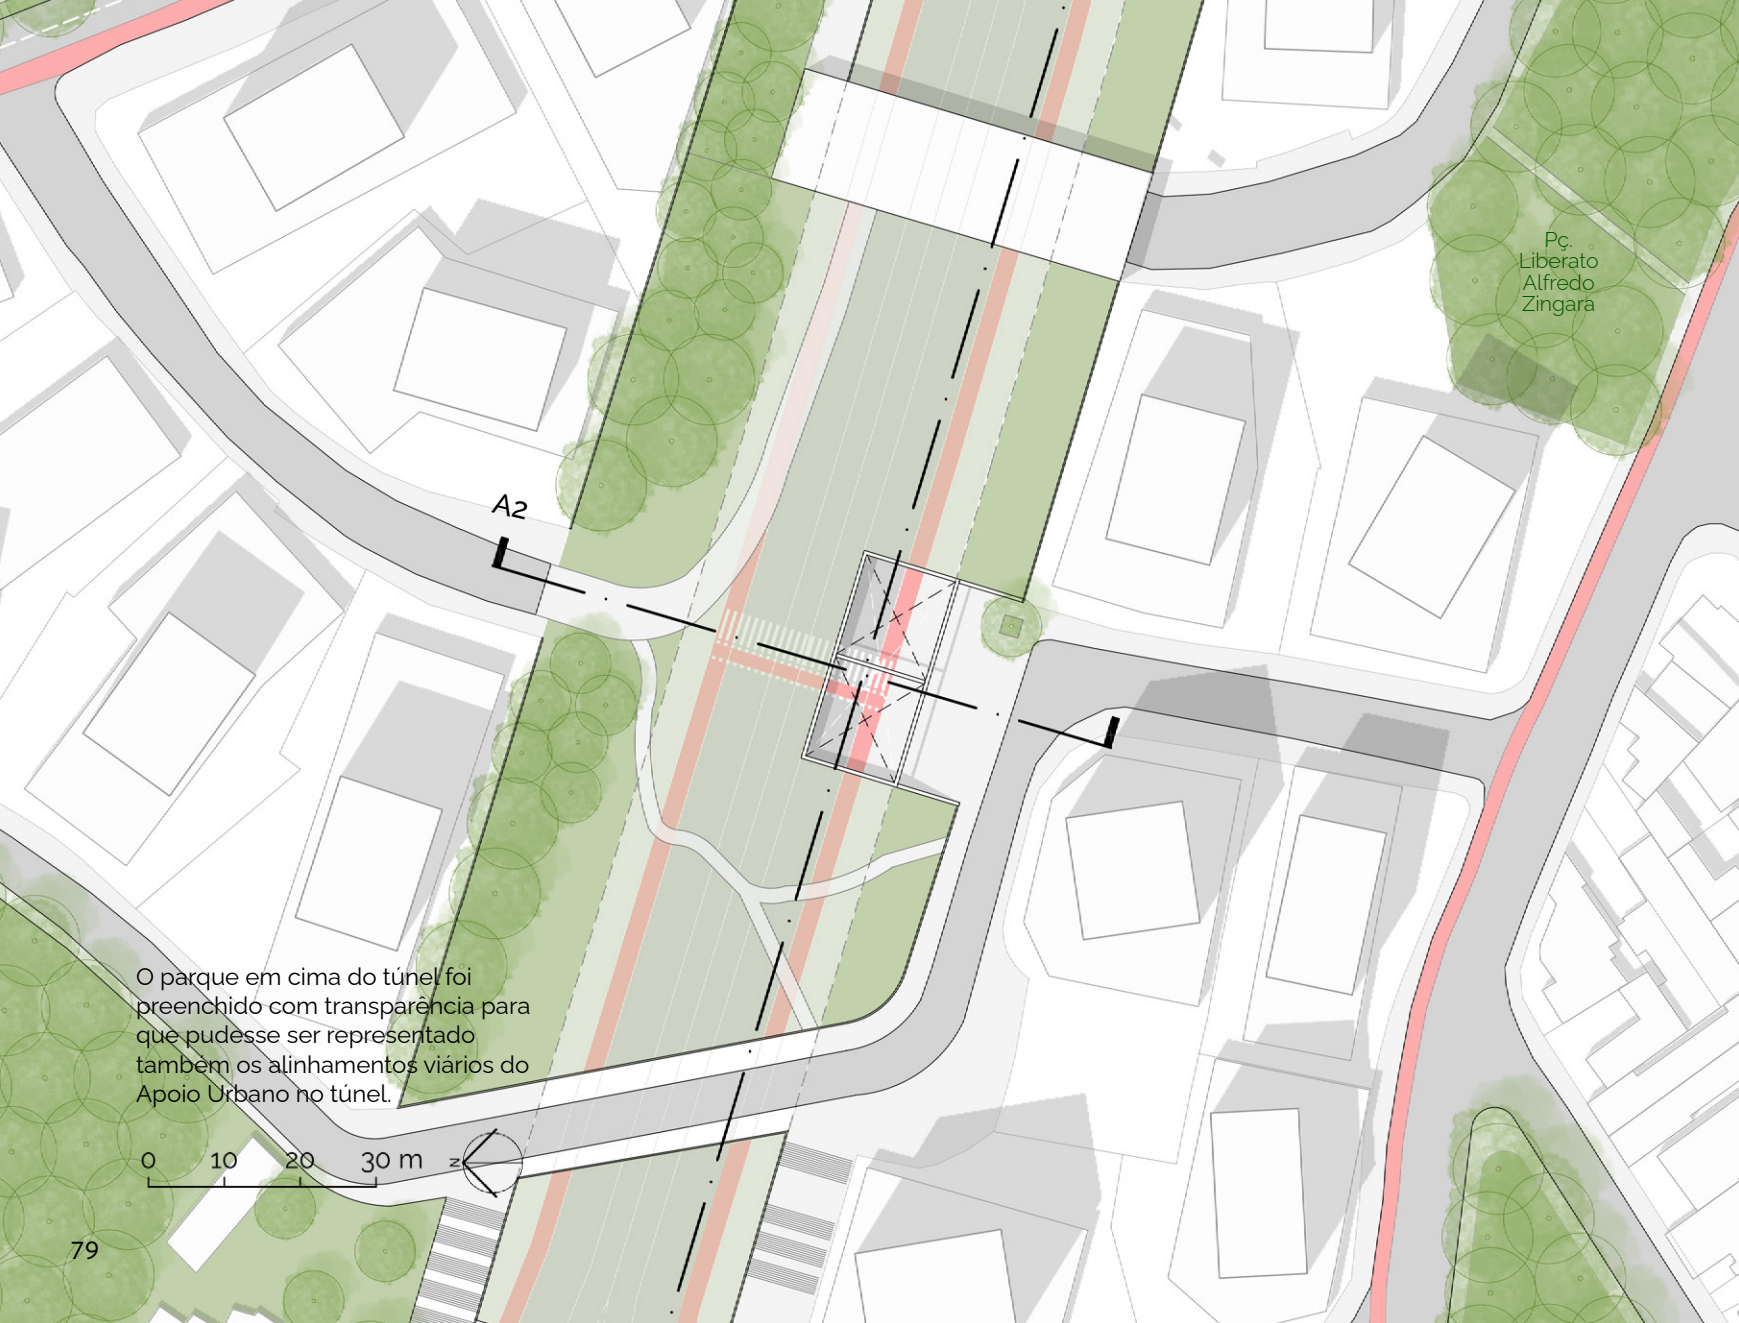 Pç.
Liberato
Alfredo
Zingara
A2
O parque em cima do túnel foi
preenchido com transparência para
que pudesse ser representado
também os alinhamentos viários do
Apoio Urbano no túnel.
0 10 20 30 m
N
79